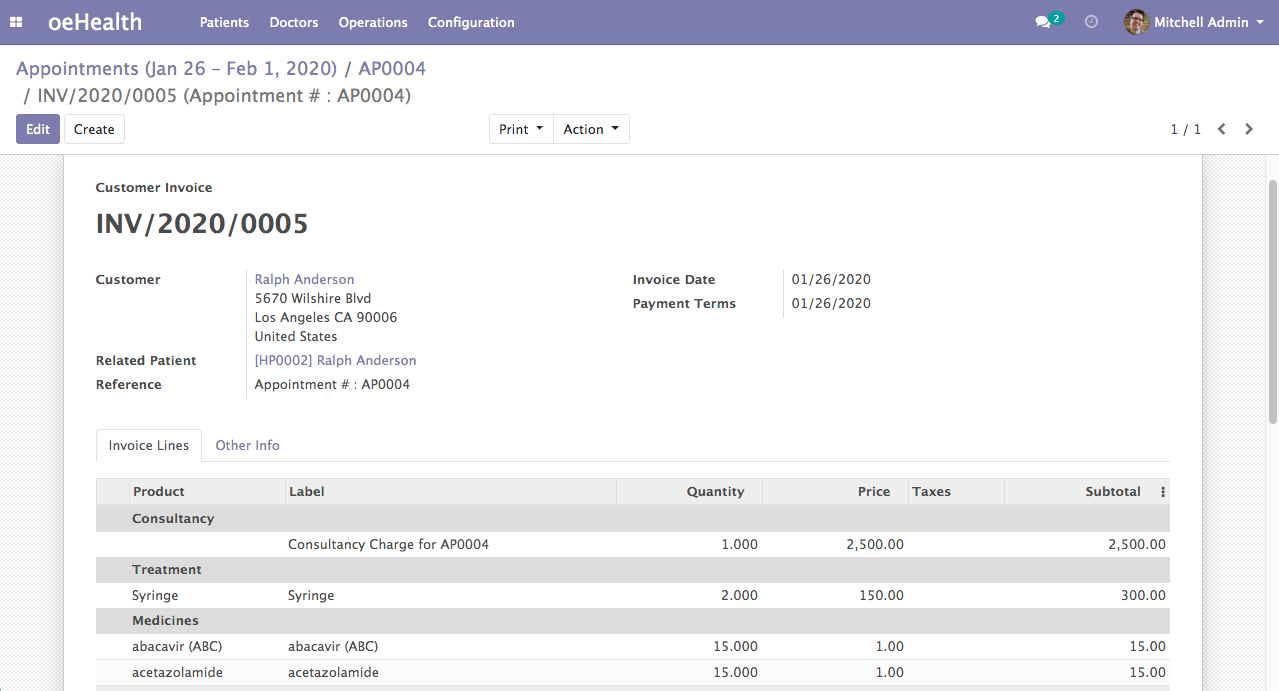 oeHealth Patients Doctors Operations Configuration 2 Mitchell Admin
Appointments (Jan 26 – Feb 1, 2020) / AP0004
/ INV/2020/0005 (Appointment # : AP0004)
Edit Create Print Action 1 / 1
Customer Invoice
INV/2020/0005
Customer Ralph Anderson Invoice Date 01/26/2020
5670 Wilshire Blvd Payment Terms 01/26/2020
Los Angeles CA 90006
United States
Related Patient [HP0002] Ralph Anderson
Reference Appointment # : AP0004
Invoice Lines Other Info
Product Label Quantity Price Taxes Subtotal
Consultancy
Consultancy Charge for AP0004 1.000 2,500.00 2,500.00
Treatment
Syringe Syringe 2.000 150.00 300.00
Medicines
abacavir (ABC) abacavir (ABC) 15.000 1.00 15.00
acetazolamide acetazolamide 15.000 1.00 15.00